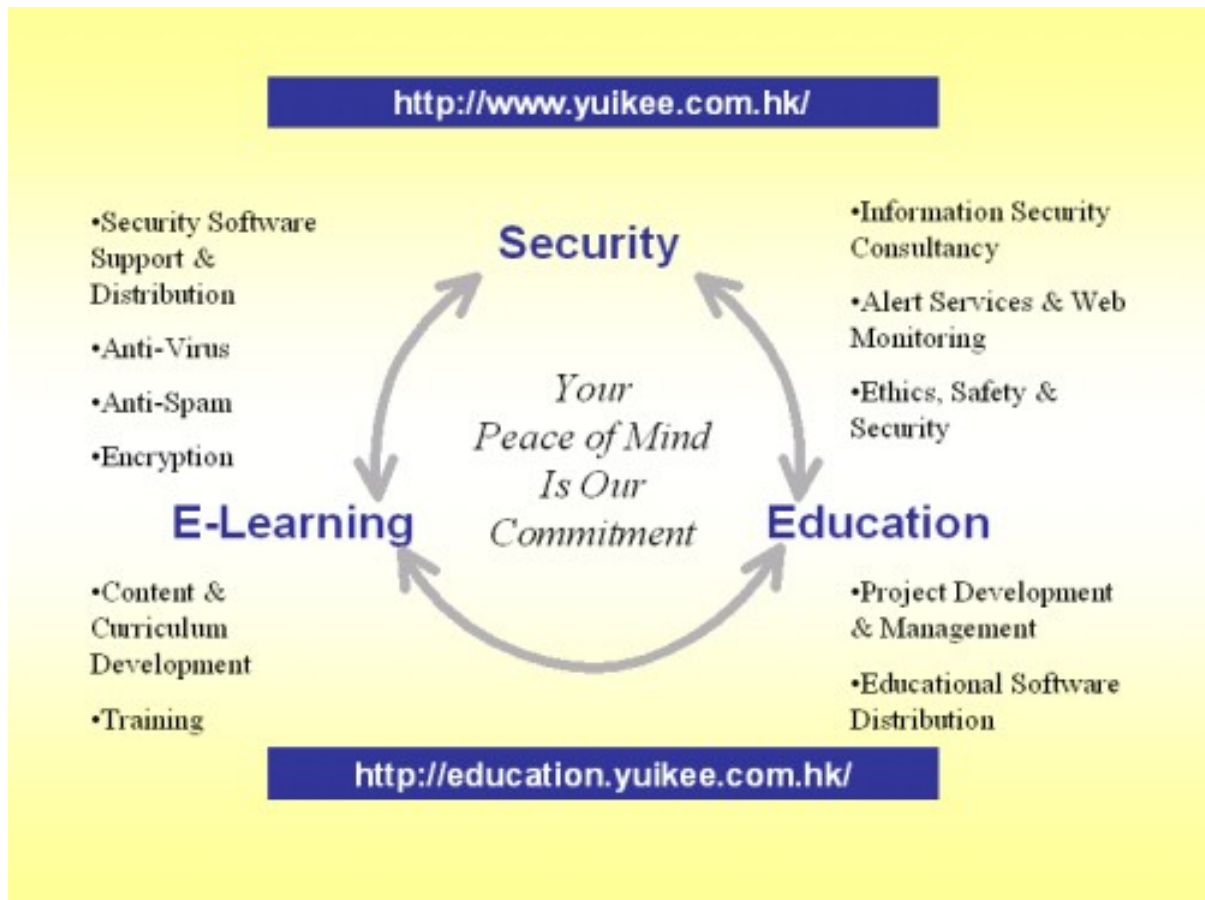 http://www.yuikee.com.hk/
•Security Software
Support &
Distribution
•Anti-Virus
•Anti-Spam
•Encryption
Security
•Information Security
Consultancy
•Alert Services & Web
Monitoring
•Ethics, Safety &
Security
Your
Peace of Mind
Is Our
Commitment
E-Learning
Education
•Content &
Curriculum
Development
•Training
•Project Development
& Management
•Educational Software
Distribution
http://education.yuikee.com.hk/